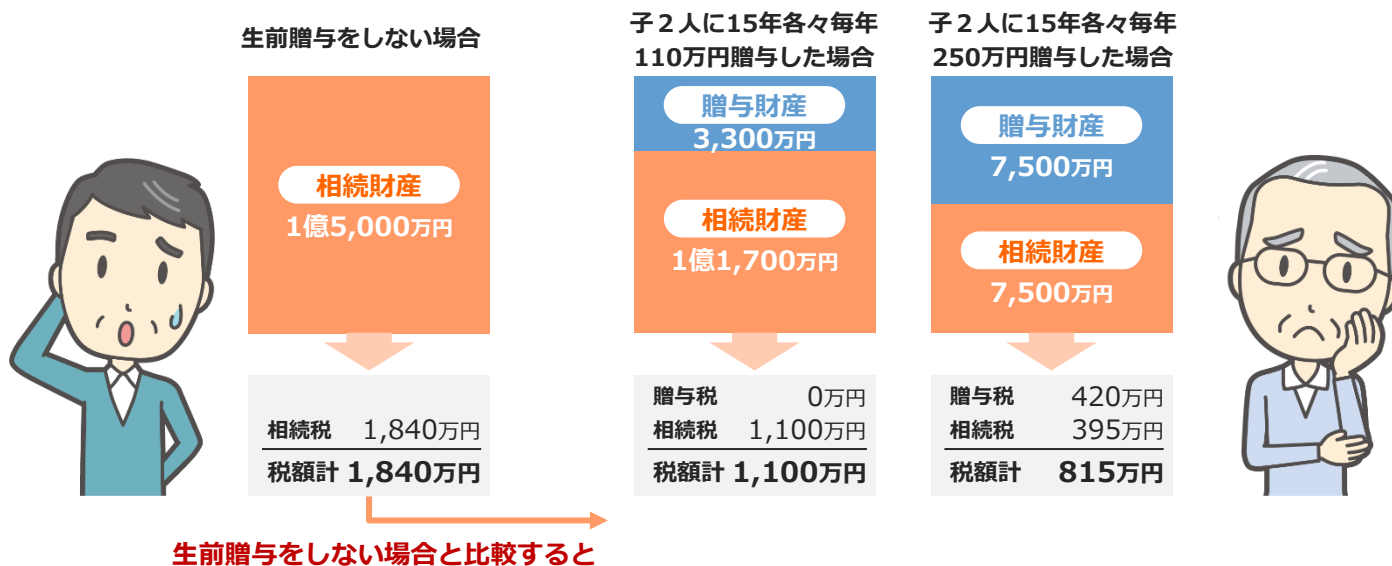 生前贈与をしない場合
相続財産
1億5,000万円
相続税 1,840万円
税額計 1,840万円
子２人に15年各々毎年
110万円贈与した場合
贈与財産
3,300万円
相続財産
1億1,700万円
贈与税 0万円
相続税 1,100万円
税額計 1,100万円
子２人に15年各々毎年
250万円贈与した場合
贈与財産
7,500万円
相続財産
7,500万円
贈与税 420万円
相続税 395万円
税額計 815万円
生前贈与をしない場合と比較すると